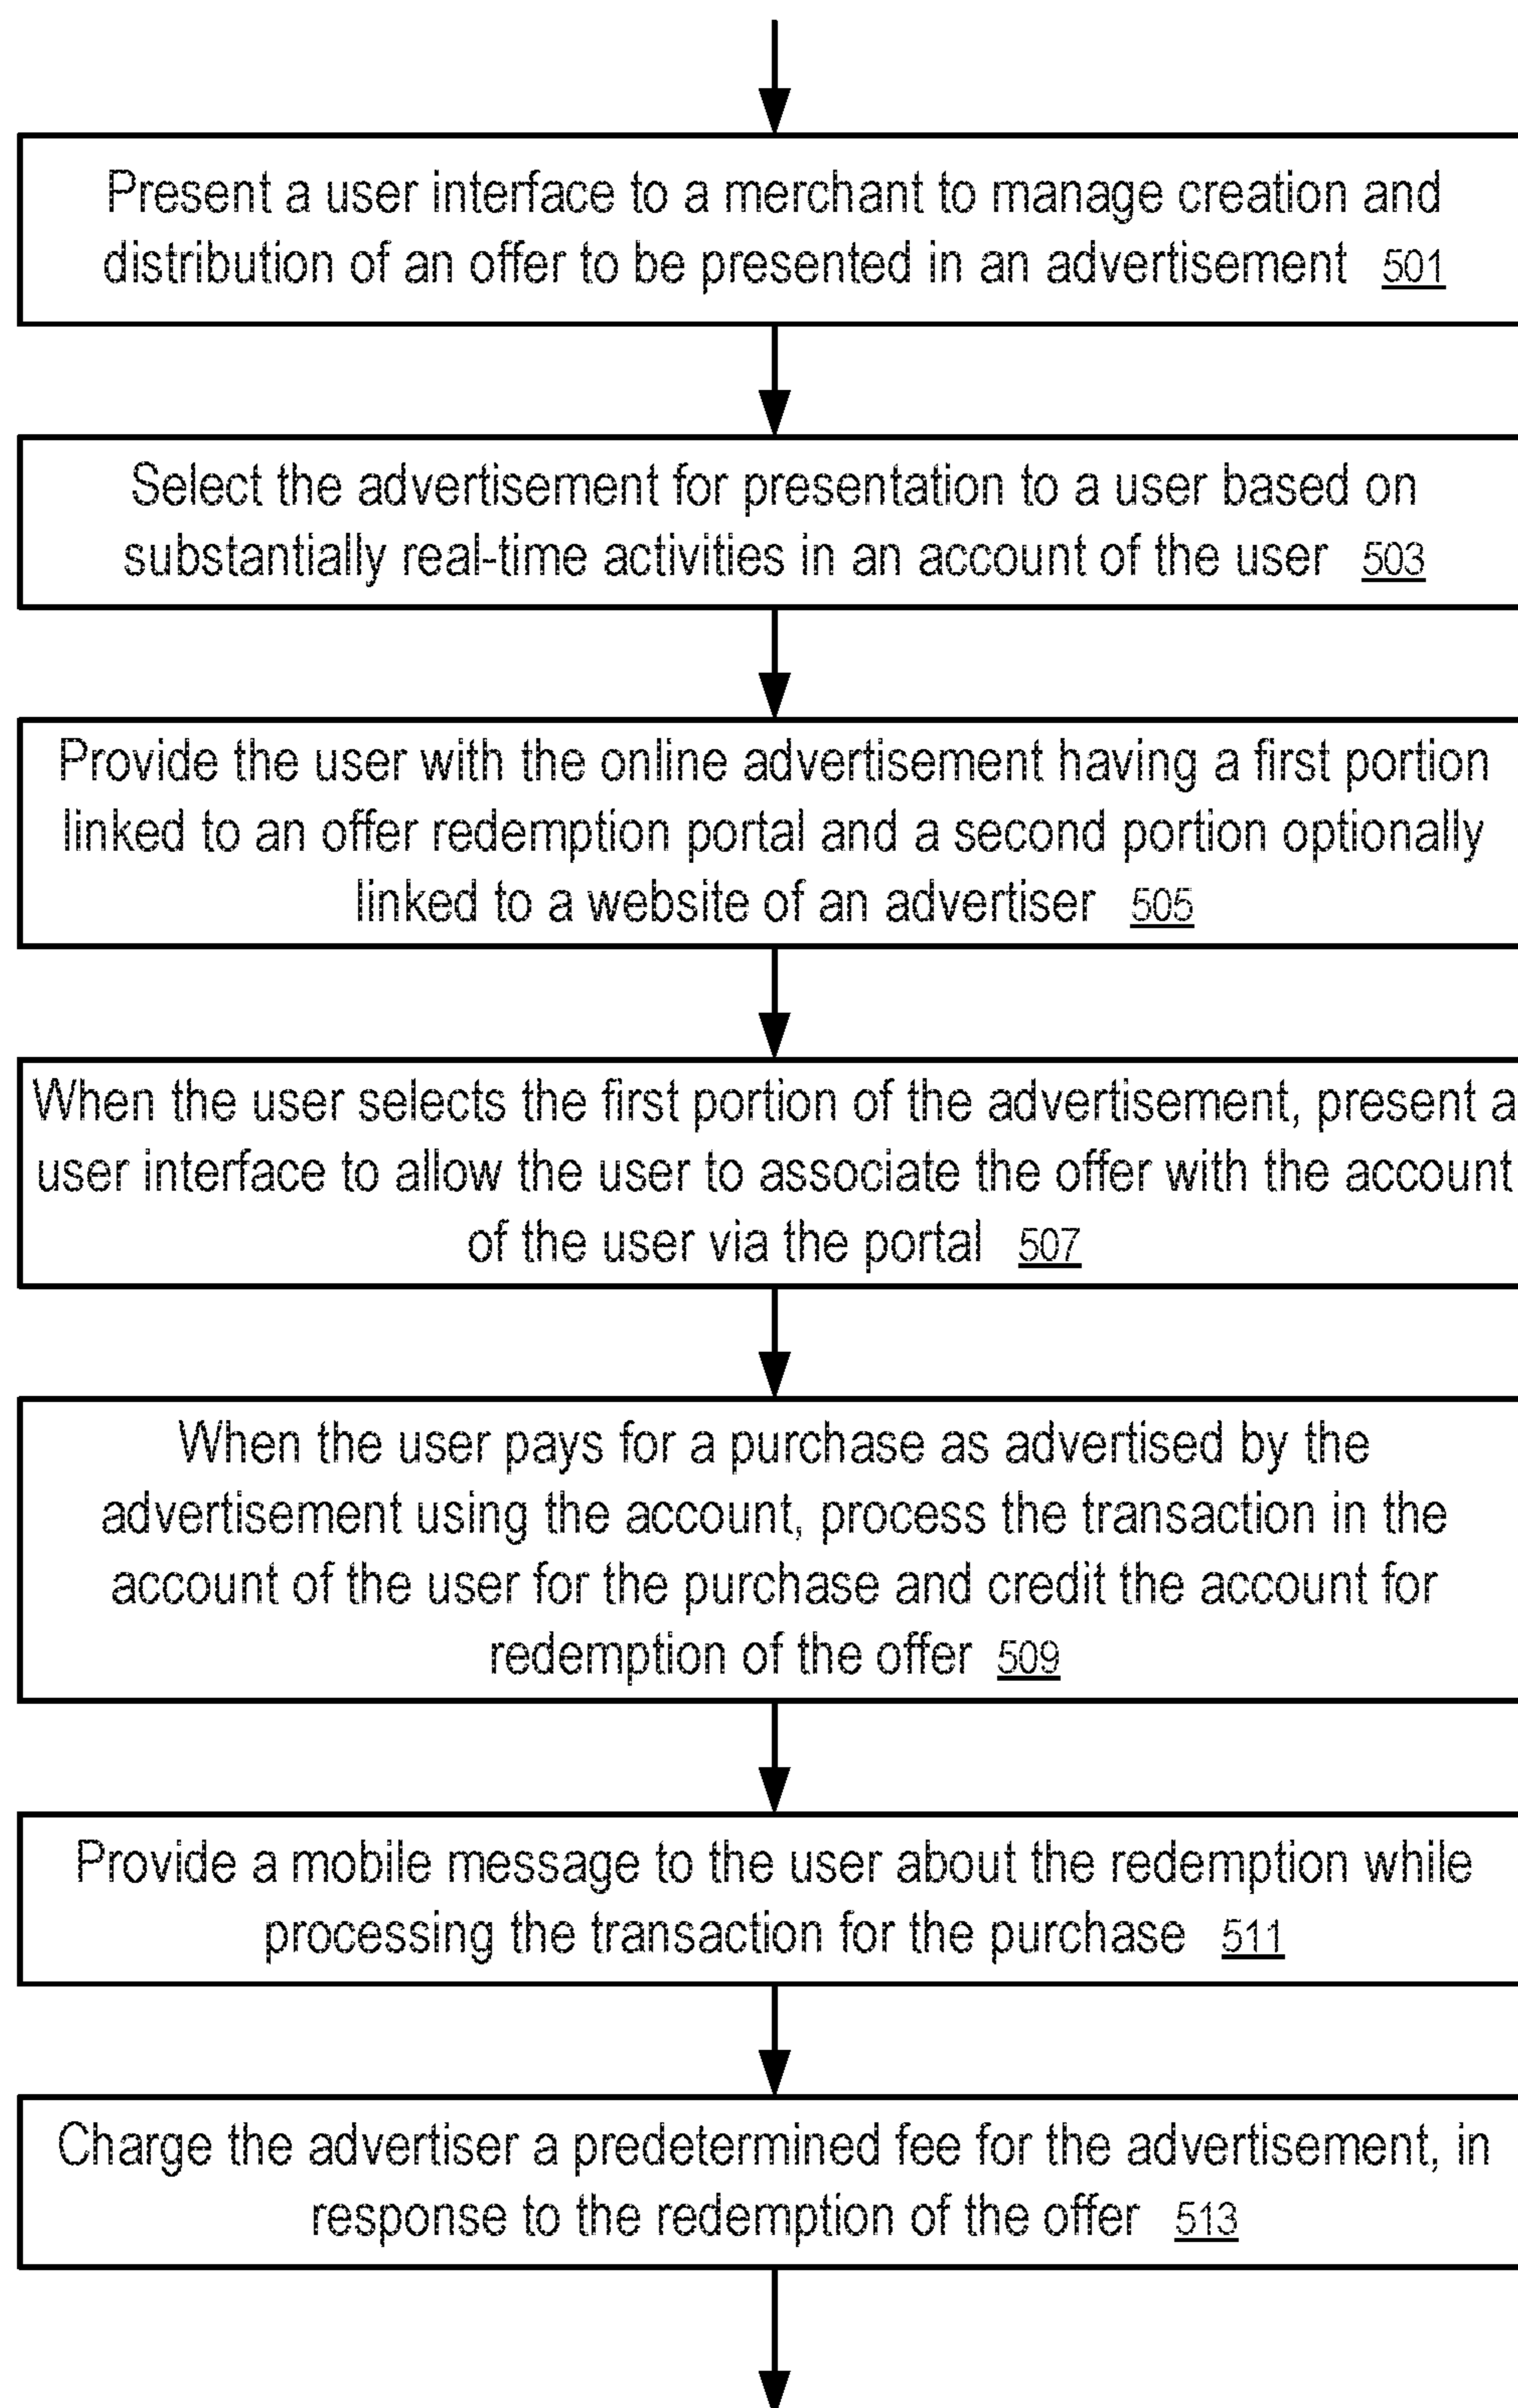 Present a user interface to a merchant to manage creation and
distribution of an offer to be presented in an advertisement 501
Select the advertisement for presentation to a user based on
substantially real-time activities in an account of the user 503
Provide the user with the online advertisement having a first portion
linked to an offer redemption portal and a second portion optionally
linked to a website of an advertiser 505
When the user selects the first portion of the advertisement, present a
user interface to allow the user to associate the offer with the account
of the user via the portal 507
When the user pays for a purchase as advertised by the
advertisement using the account, process the transaction in the
account of the user for the purchase and credit the account for
redemption of the offer 509
Provide a mobile message to the user about the redemption while
processing the transaction for the purchase 511
Charge the advertiser a predetermined fee for the advertisement, in
response to the redemption of the offer 513